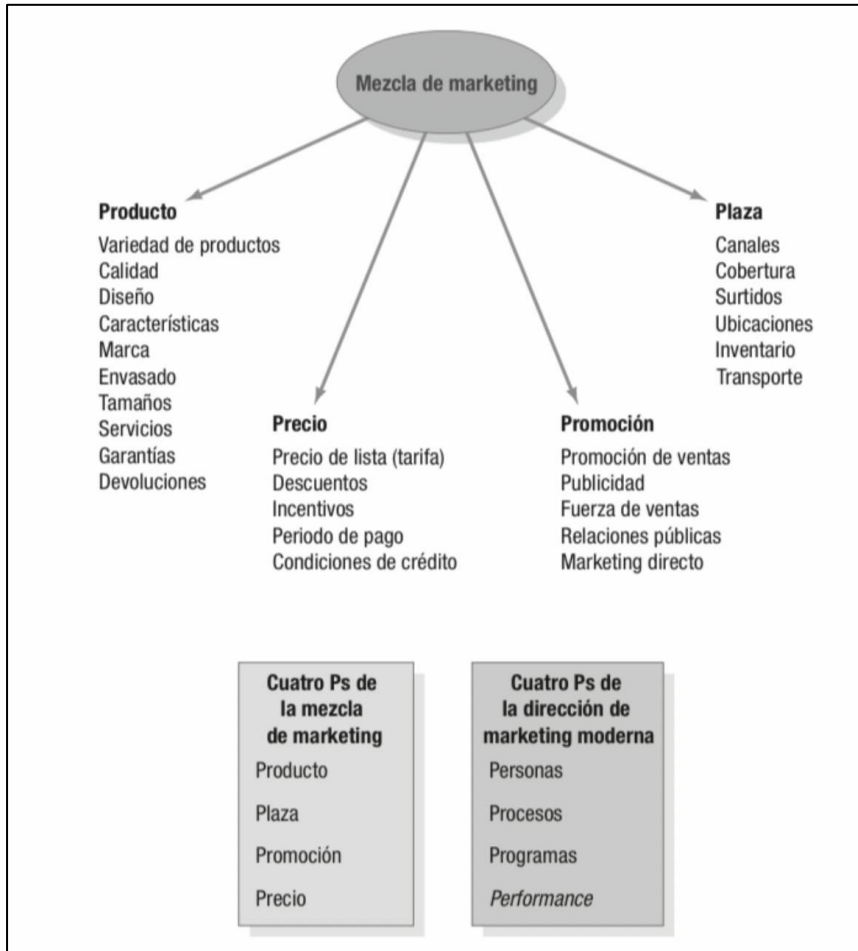 Mezcla de marketing
Producto
Variedad de productos
Calidad
Diseño
Característícas
Marca
Envasado
Tamaños
Servicios
Garantías
Devoluciones
Precio
Precio de lista (tarifa)
Descuentos
Incentivos
Periodo de pago
Condiciones de crédito
Promoción
Promoción de ventas
Publicidad
Fuerza de ventas
Relaciones públicas
Marketing directo
Plaza
Canales
Cobertura
Surtidos
Ubicaciones
Inventario
Transporte
Cuatro Ps de
la mezcla
de marketing
Producto
Plaza
Promoción
Precio
Cuatro Ps de
la dirección de
marketing moderna
Personas
Procesos
Programas
Performance